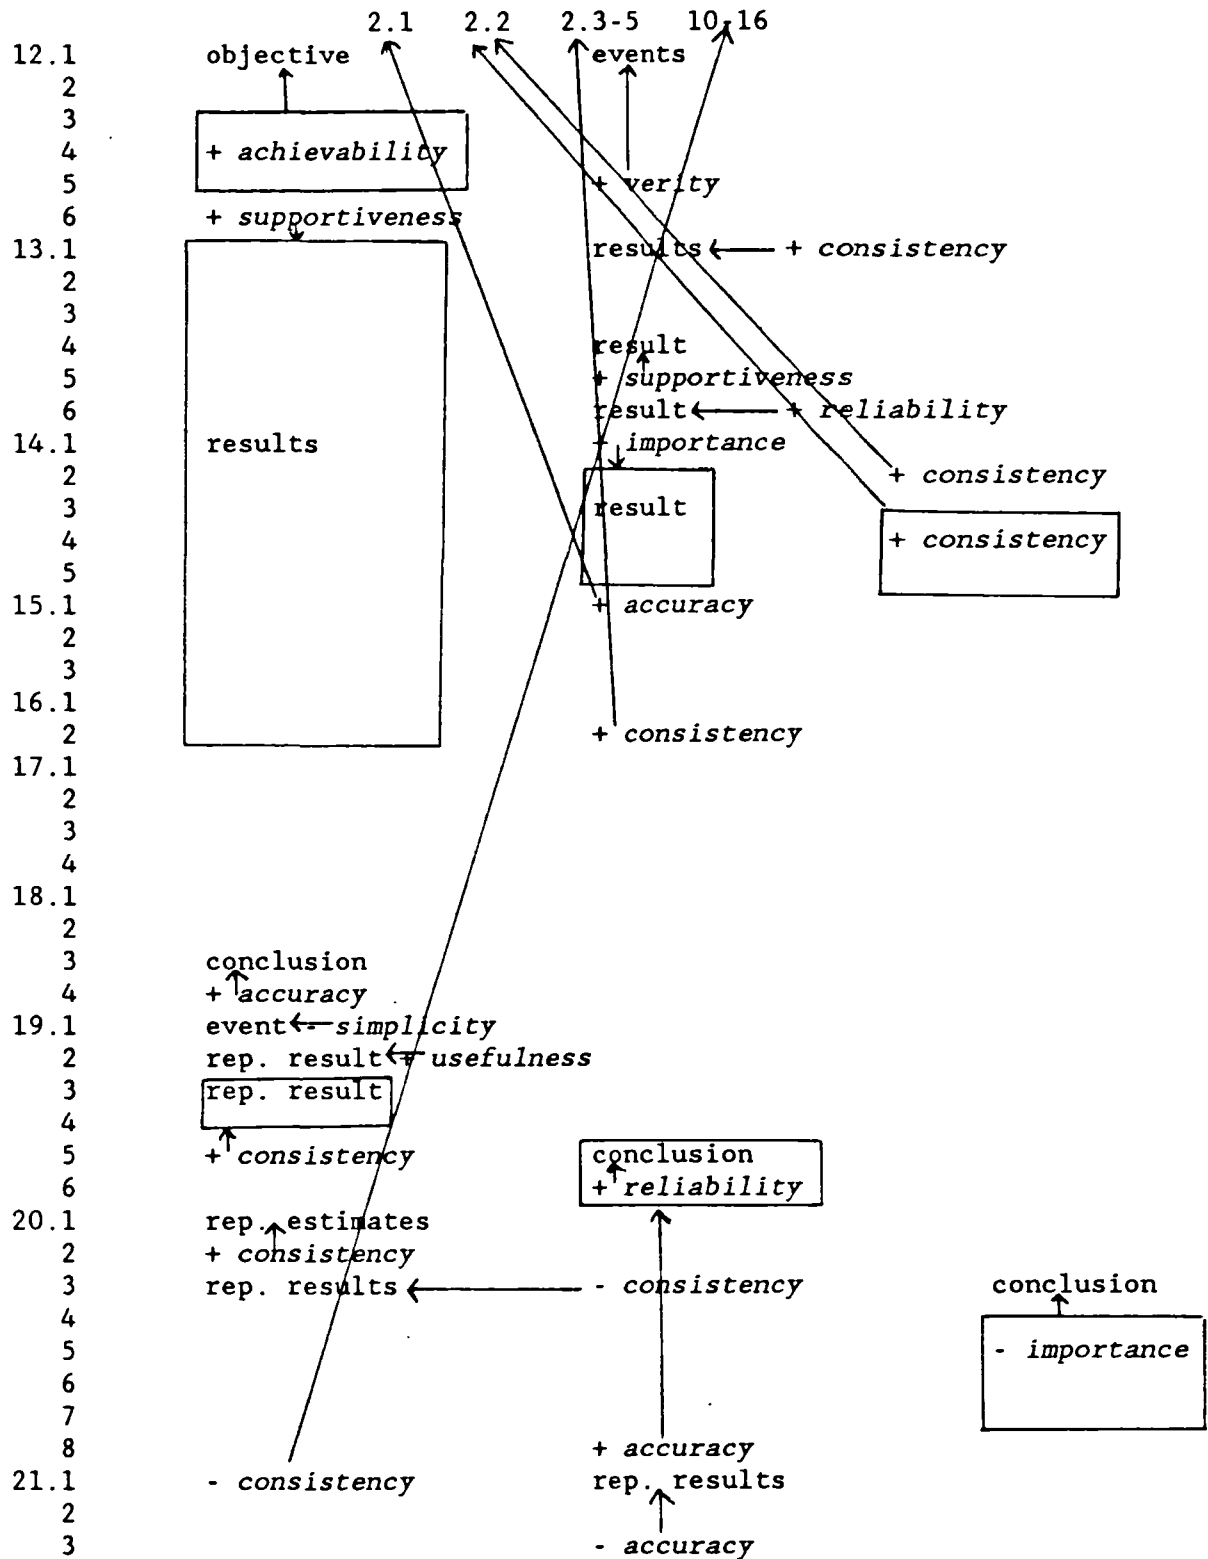 2.1 2.2 2.3-5 10-16
12.1 objective events
2
3
4 + achievability
5 + verity
6 + supportiveness
13.1 results + consistency
2
3
4 result
5 + supportiveness
6 result + reliability
14.1 results + importance
2 + consistency
3 result
4 + consistency
5
15.1 + accuracy
2
3
16.1
2 + consistency
17.1
2
3
4
18.1
2
3 conclusion
4 + accuracy
19.1 event - simplicity
2 rep. result + usefulness
3 rep. result
4
5 + consistency conclusion
6 + reliability
20.1 rep. estimates
2 + consistency
3 rep. results - consistency conclusion
4
5 - importance
6
7
8 + accuracy
21.1 - consistency rep. results
2
3 - accuracy